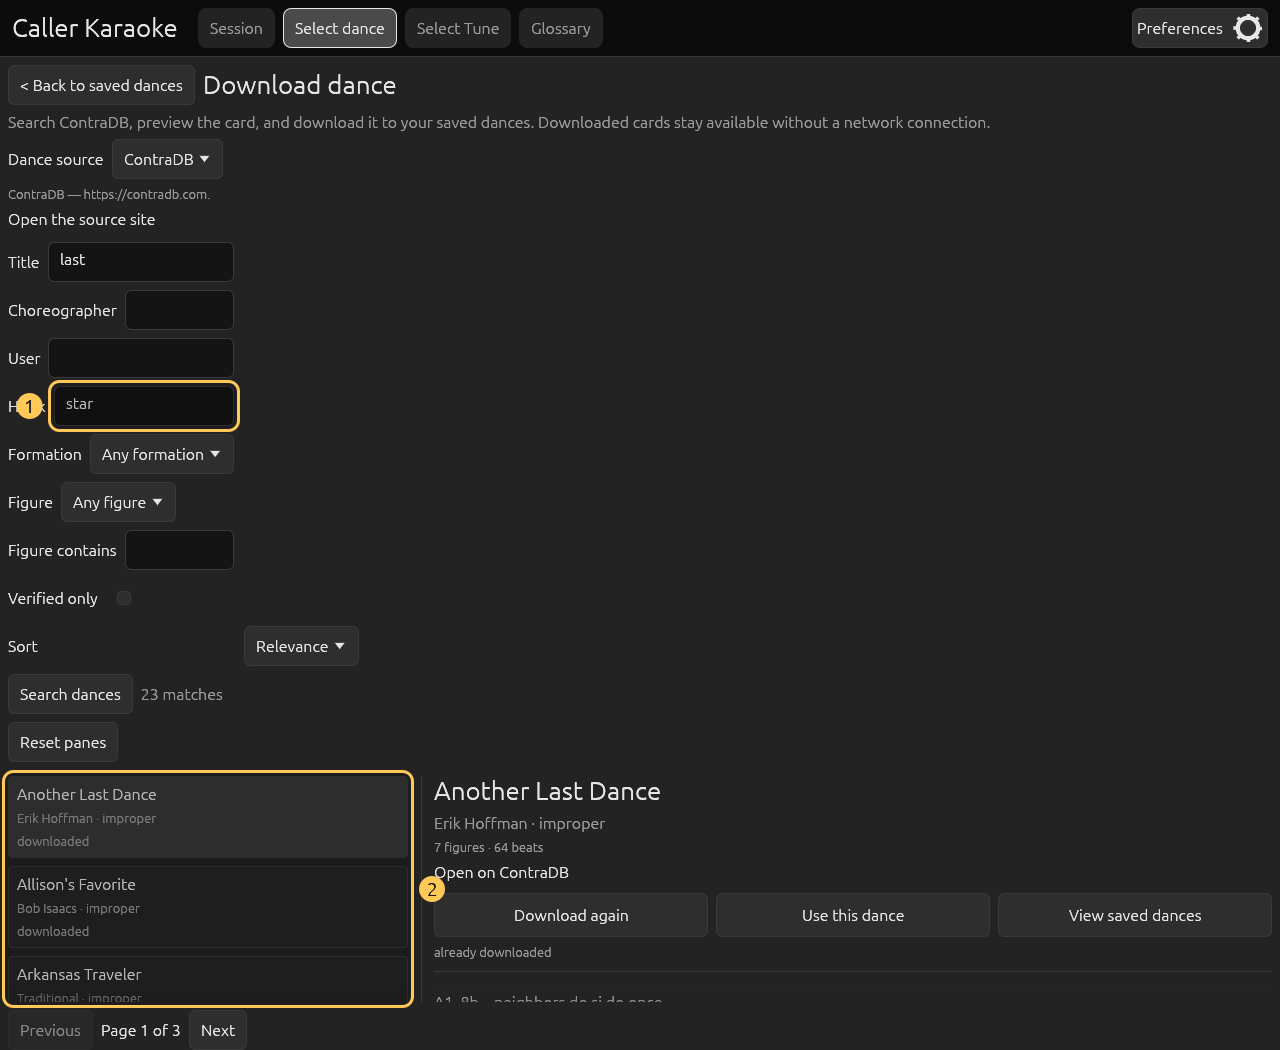 Caller Karaoke Session Select dance Select Tune Glossary Preferences
< Back to saved dances Download dance
Search ContraDB, preview the card, and download it to your saved dances. Downloaded cards stay available without a network connection.
Dance source ContraDB
ContraDB — https://contradb.com.
Open the source site
Title last
Choreographer
User
1 star
Formation Any formation
Figure Any figure
Figure contains
Verified only
Sort Relevance
Search dances 23 matches
Reset panes
Another Last Dance
Erik Hoffman · improper
downloaded
Allison's Favorite
Bob Isaacs · improper
downloaded
Arkansas Traveler
Traditional · improper
Another Last Dance
Erik Hoffman · improper
7 figures · 64 beats
Open on ContraDB
2
Download again Use this dance View saved dances
already downloaded
Previous Page 1 of 3 Next